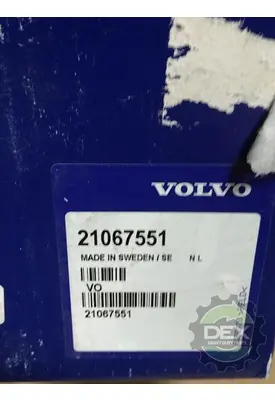 VOLVO
21067551
MADE IN SWEDEN / SE N L
VO
21067551
DEX